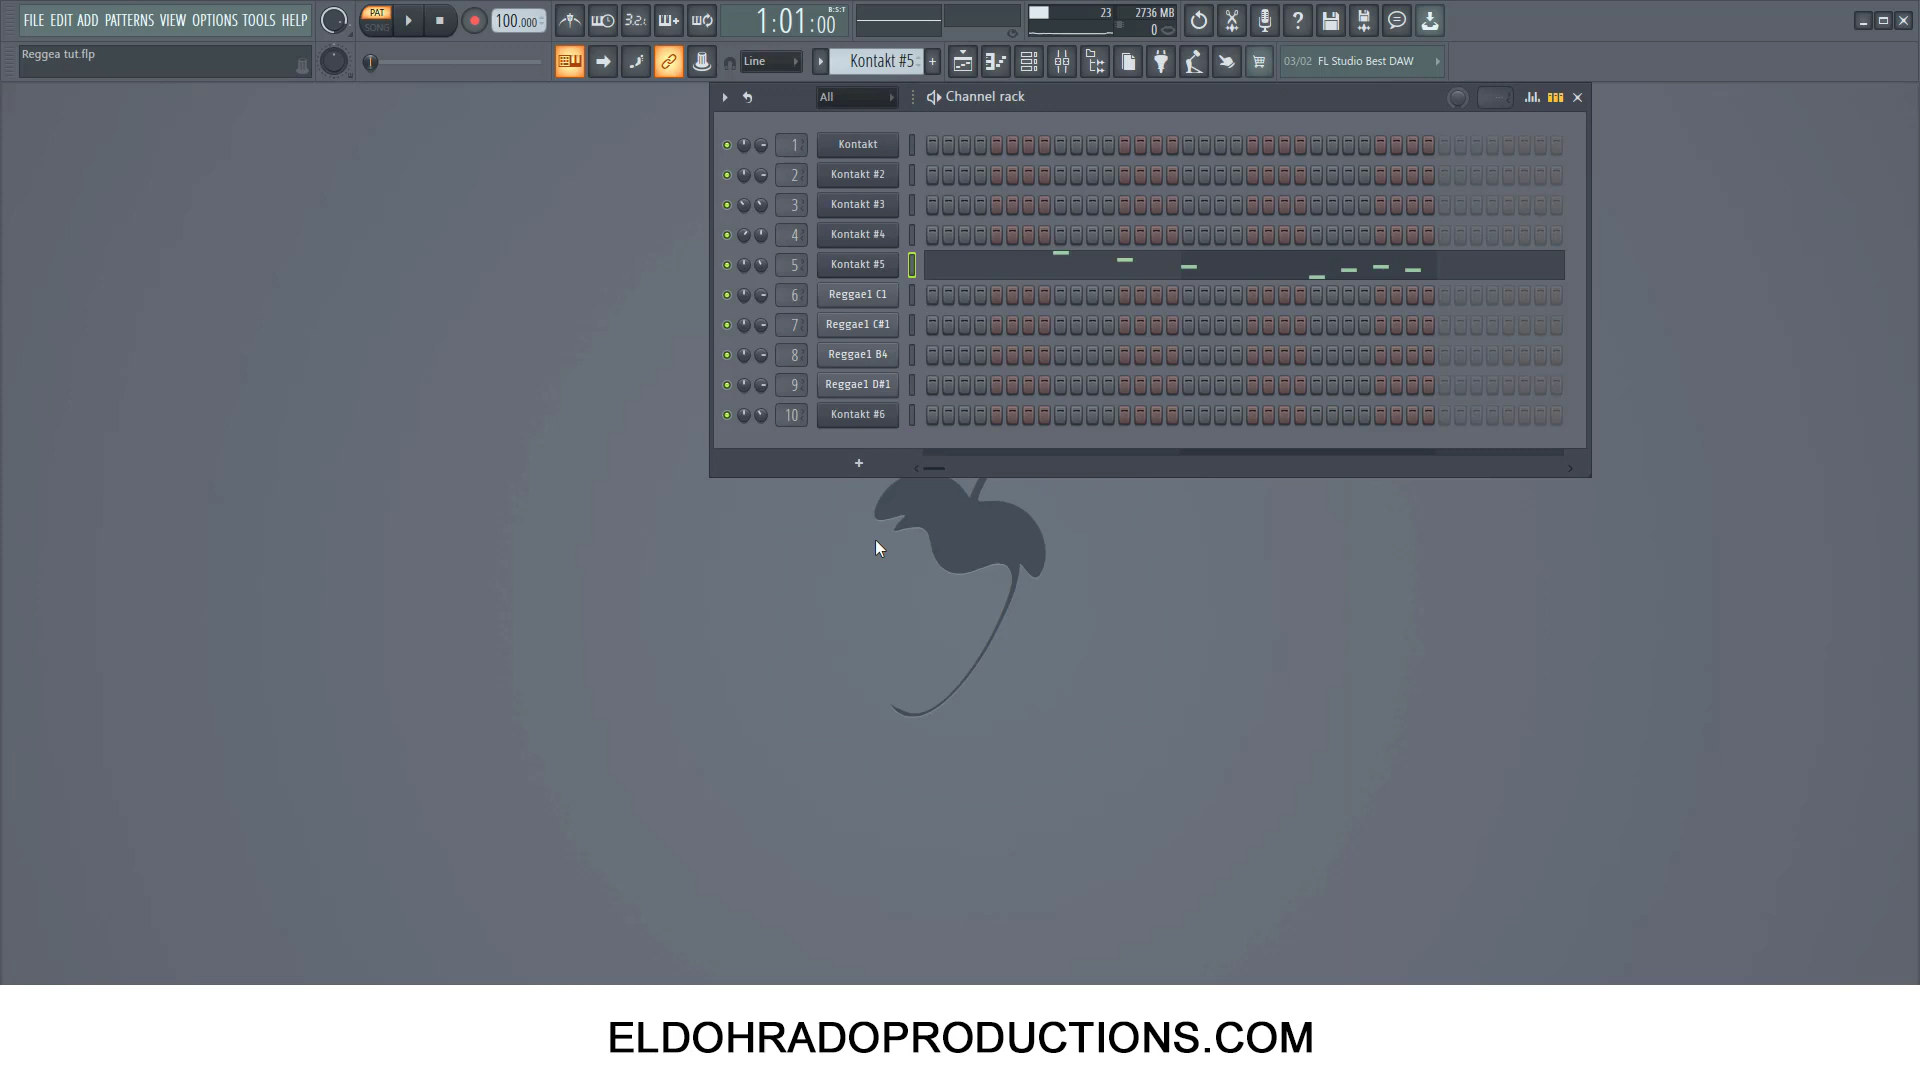 FILE EDIT ADD PATTERNS VIEW OPTIONS TOOLS HELP
PAT
SONG
100.000
3.2.1
1:01:00
B:S:T
23
2736 MB
0
Reggea tut.flp
Line
Kontakt #5
03/02 FL Studio Best DAW
All
Channel rack
1 Kontakt
2 Kontakt #2
3 Kontakt #3
4 Kontakt #4
5 Kontakt #5
6 Reggae1 C1
7 Reggae1 C#1
8 Reggae1 B4
9 Reggae1 D#1
10 Kontakt #6
ELDOHRADOPRODUCTIONS.COM